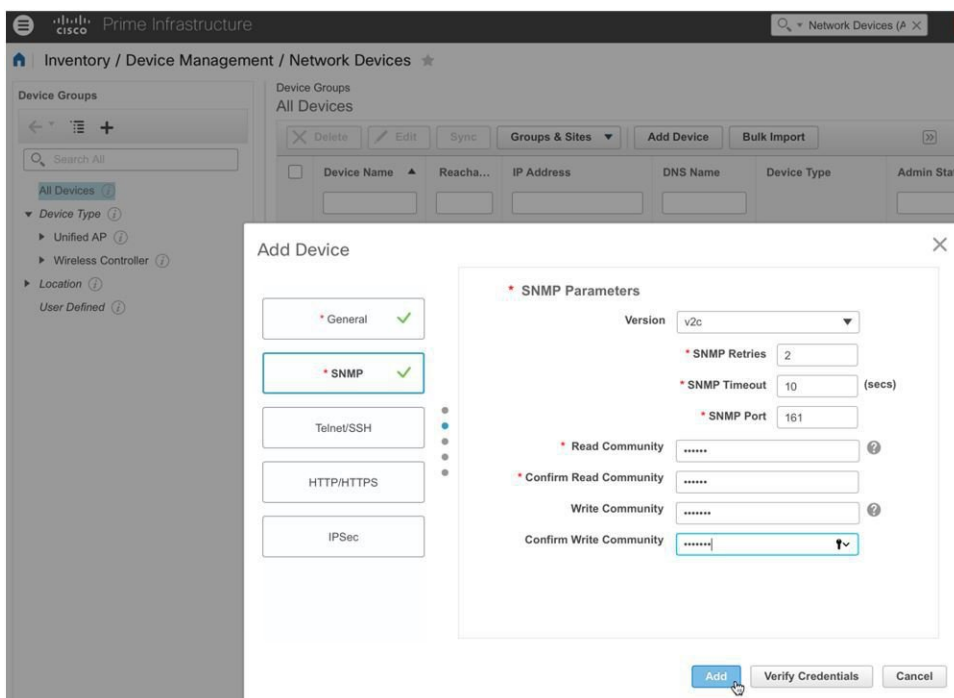 cisco Prime Infrastructure
Network Devices (A
Inventory / Device Management / Network Devices
Device Groups
Search All
All Devices
Device Type
Unified AP
Wireless Controller
Location
User Defined
Device Groups
All Devices
Delete Edit Sync Groups & Sites Add Device Bulk Import
Device Name Reacha... IP Address DNS Name Device Type Admin Stat
Add Device
* General
* SNMP
Telnet/SSH
HTTP/HTTPS
IPSec
* SNMP Parameters
Version v2c
* SNMP Retries 2
* SNMP Timeout 10 (secs)
* SNMP Port 161
* Read Community ••••••
* Confirm Read Community ••••••
Write Community •••••••
Confirm Write Community •••••••
Add Verify Credentials Cancel